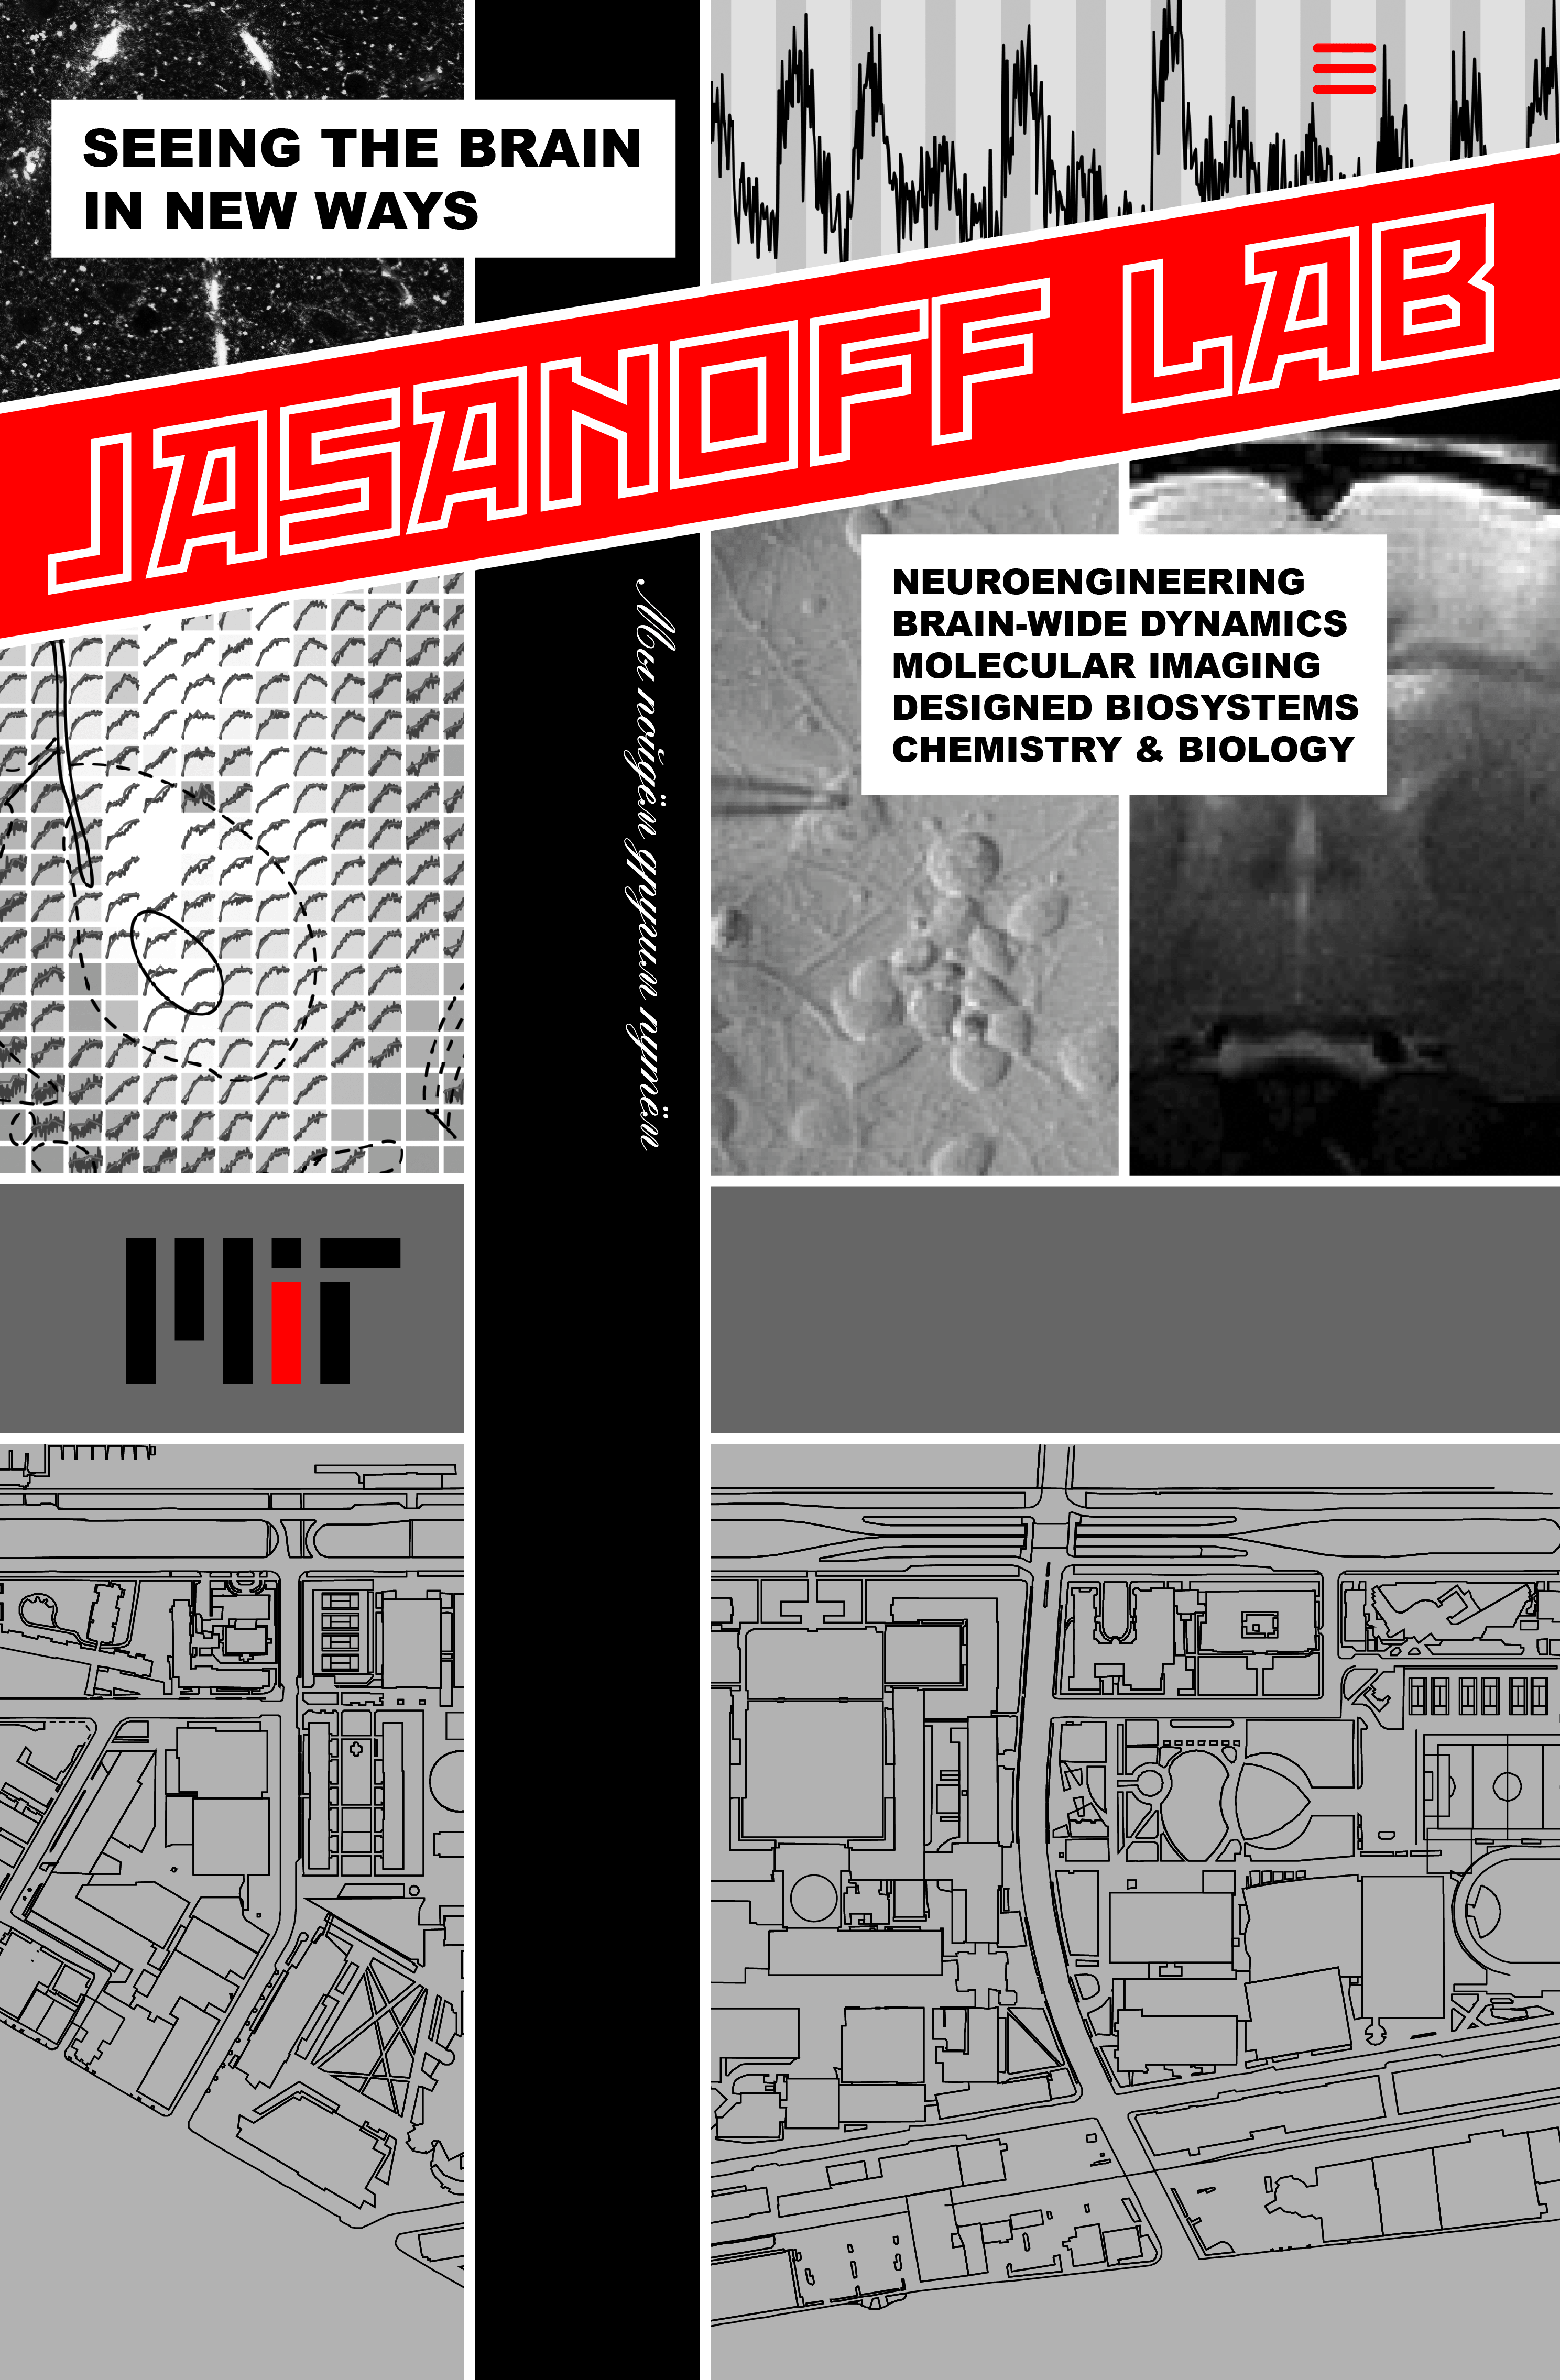 SEEING THE BRAIN
IN NEW WAYS
JASANOFF LAB
NEUROENGINEERING
BRAIN-WIDE DYNAMICS
MOLECULAR IMAGING
DESIGNED BIOSYSTEMS
CHEMISTRY & BIOLOGY
Мы пойдём другим путём
MIT